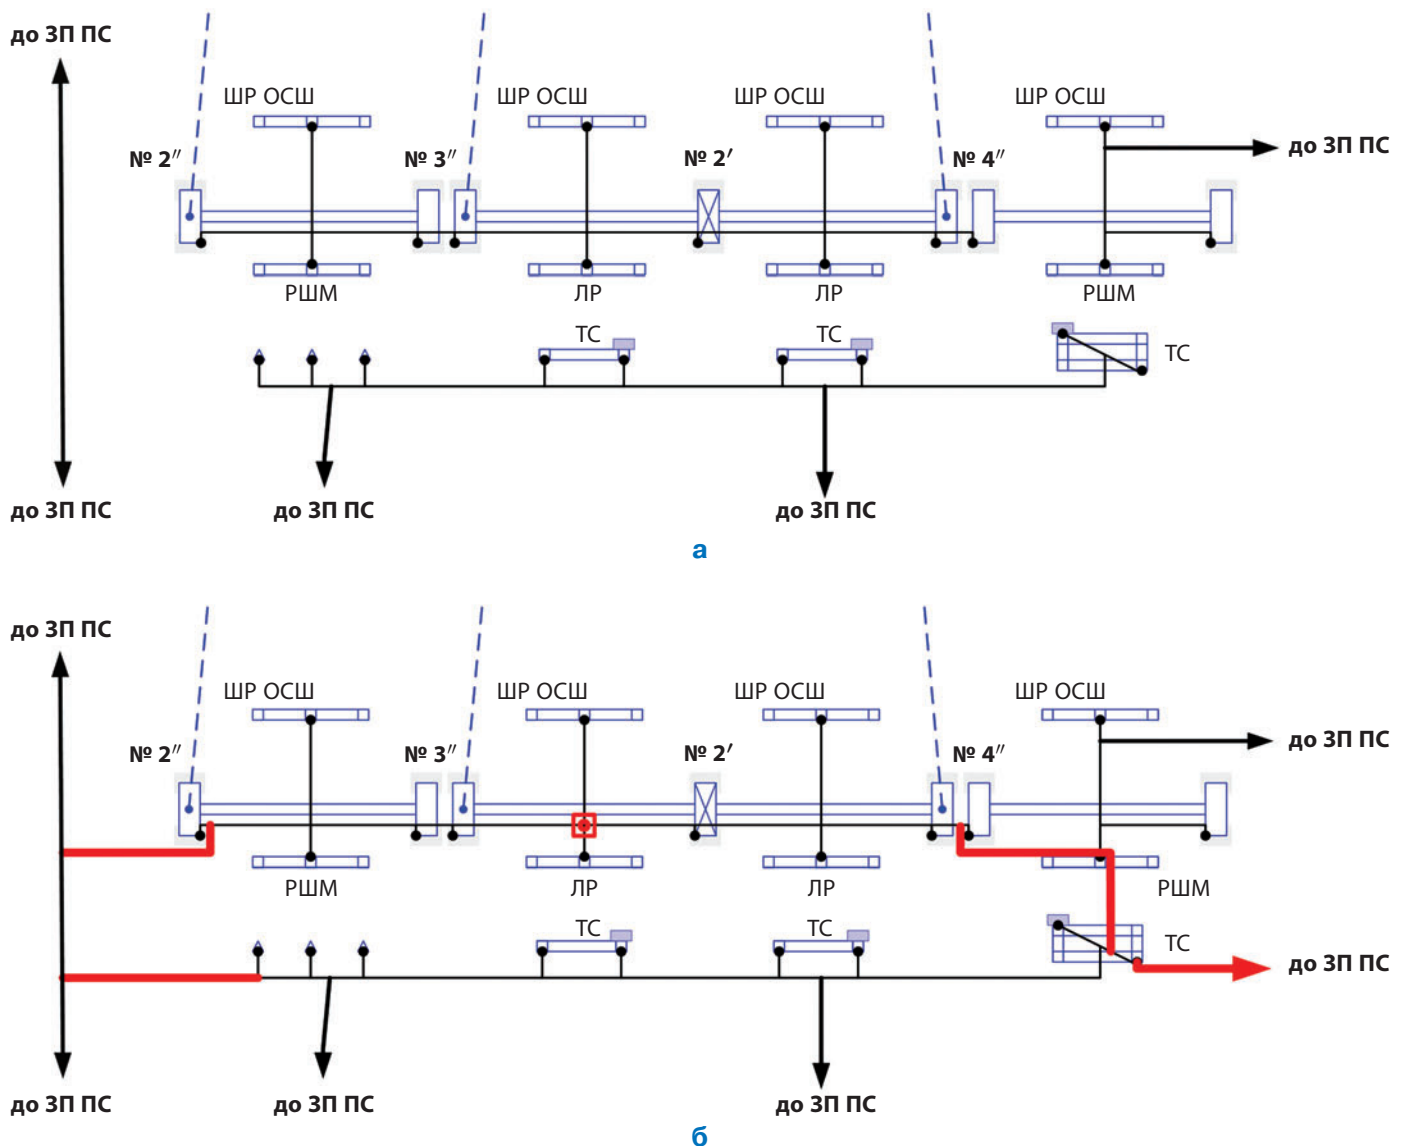 до ЗП ПС
ШР ОСШ ШР ОСШ ШР ОСШ ШР ОСШ
до ЗП ПС
№ 2″ № 3″ № 2′ № 4″
РШМ ЛР ЛР РШМ
ТС ТС ТС
до ЗП ПС до ЗП ПС до ЗП ПС
а
до ЗП ПС
ШР ОСШ ШР ОСШ ШР ОСШ ШР ОСШ
до ЗП ПС
№ 2″ № 3″ № 2′ № 4″
РШМ ЛР ЛР РШМ
ТС ТС ТС
до ЗП ПС
до ЗП ПС до ЗП ПС до ЗП ПС
б